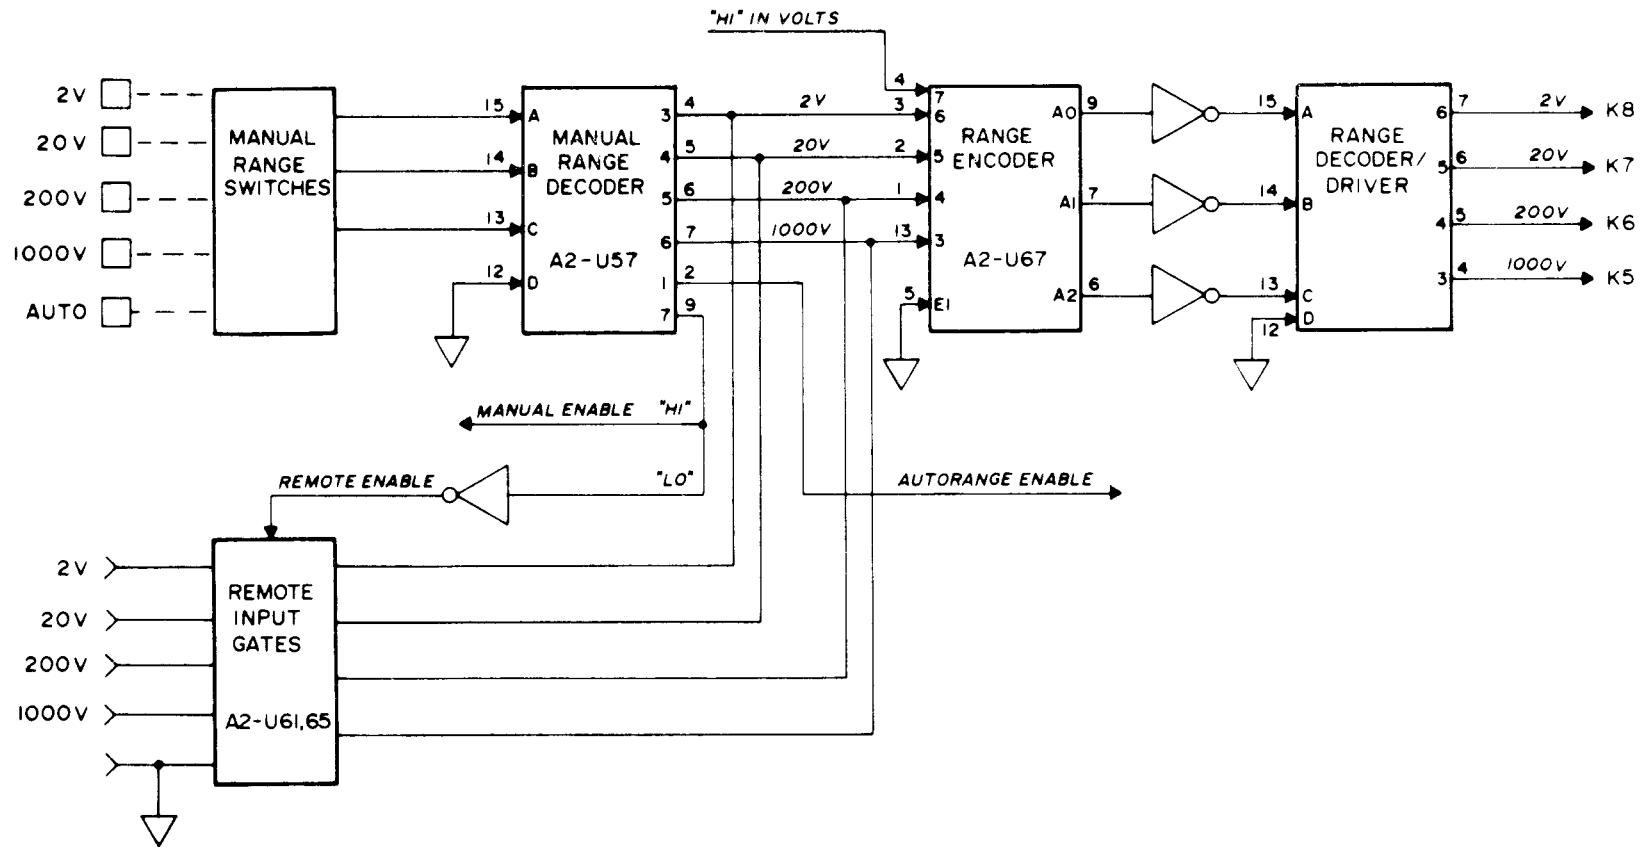 "HI" IN VOLTS
2V
20V
200V
1000V
AUTO
MANUAL
RANGE
SWITCHES
15
14
13
12
A
B
C
D
MANUAL
RANGE
DECODER
A2-U57
3
4
5
6
1
7
4
5
6
7
2
9
2V
20V
200V
1000V
4
3
2
1
13
5
7
6
5
4
3
E1
RANGE
ENCODER
A2-U67
A0
A1
A2
9
7
6
15
14
13
12
A
B
C
D
RANGE
DECODER/
DRIVER
6
5
4
3
7
6
5
4
2V
20V
200V
1000V
K8
K7
K6
K5
MANUAL ENABLE "HI"
REMOTE ENABLE
"LO"
AUTORANGE ENABLE
2V
20V
200V
1000V
REMOTE
INPUT
GATES
A2-U61,65